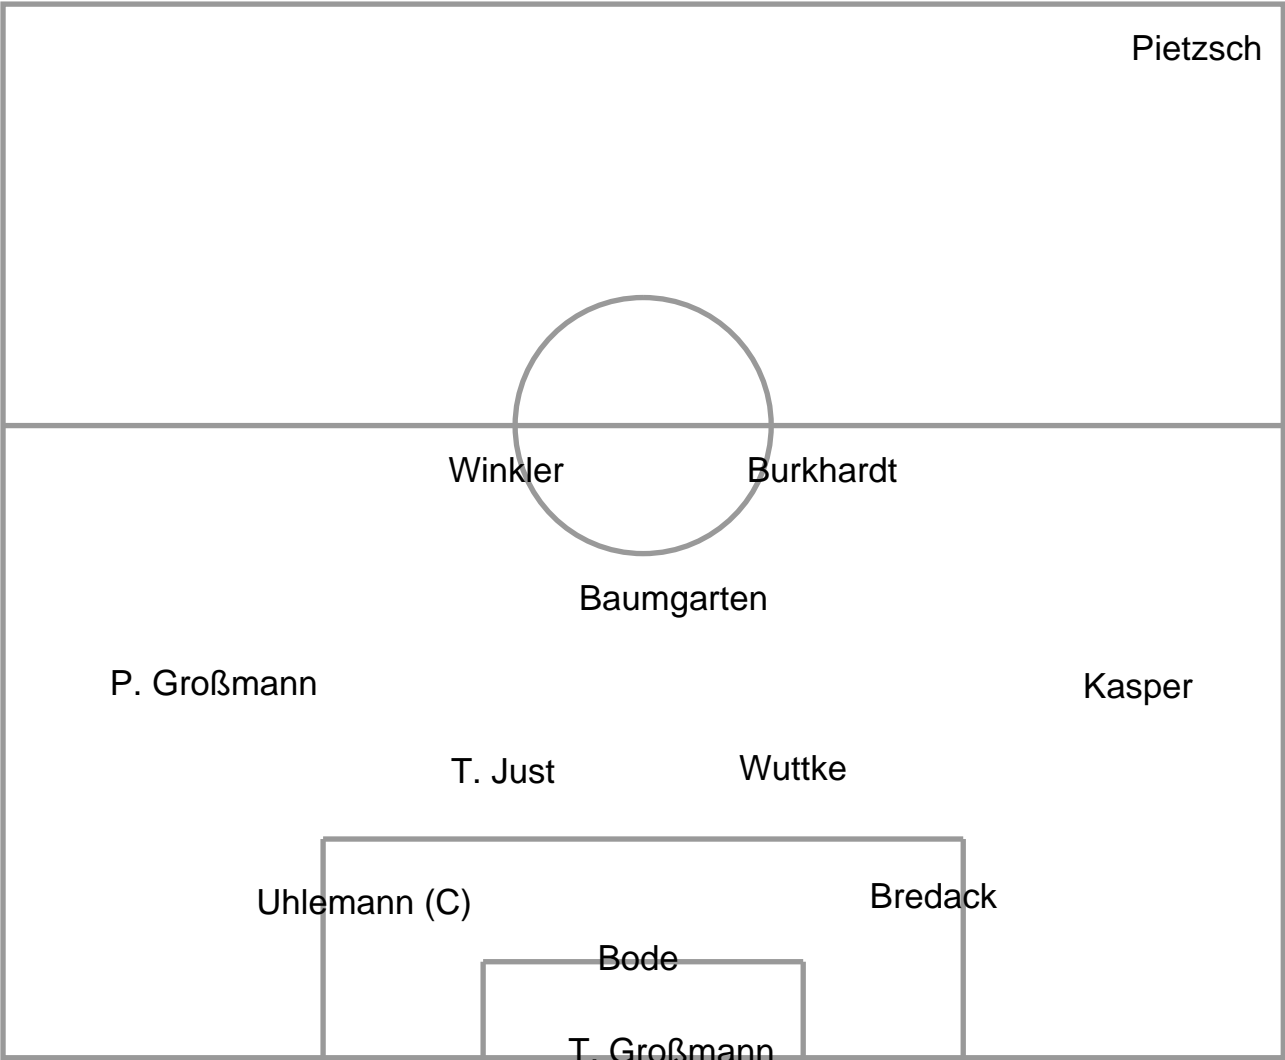 Pietzsch
Winkler
Burkhardt
Baumgarten
P. Großmann
Kasper
T. Just
Wuttke
Uhlemann (C)
Bredack
Bode
T. Großmann